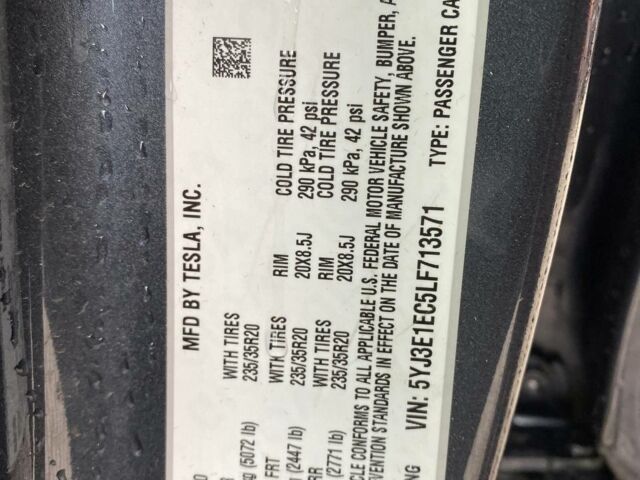 MFD BY TESLA, INC.
(5072 lb) WITH TIRES
235/35R20
FRT WITH TIRES RIM COLD TIRE PRESSURE
(2447 lb) 235/35R20 20X8.5J 290 kPa, 42 psi
RR WITH TIRES RIM COLD TIRE PRESSURE
(2771 lb) 235/35R20 20X8.5J 290 kPa, 42 psi
CONFORMS TO ALL APPLICABLE U.S. FEDERAL MOTOR VEHICLE SAFETY, BUMPER,
STANDARDS IN EFFECT ON THE DATE OF MANUFACTURE SHOWN ABOVE.
VIN: 5YJ3E1EC5LF713571 TYPE: PASSENGER CA